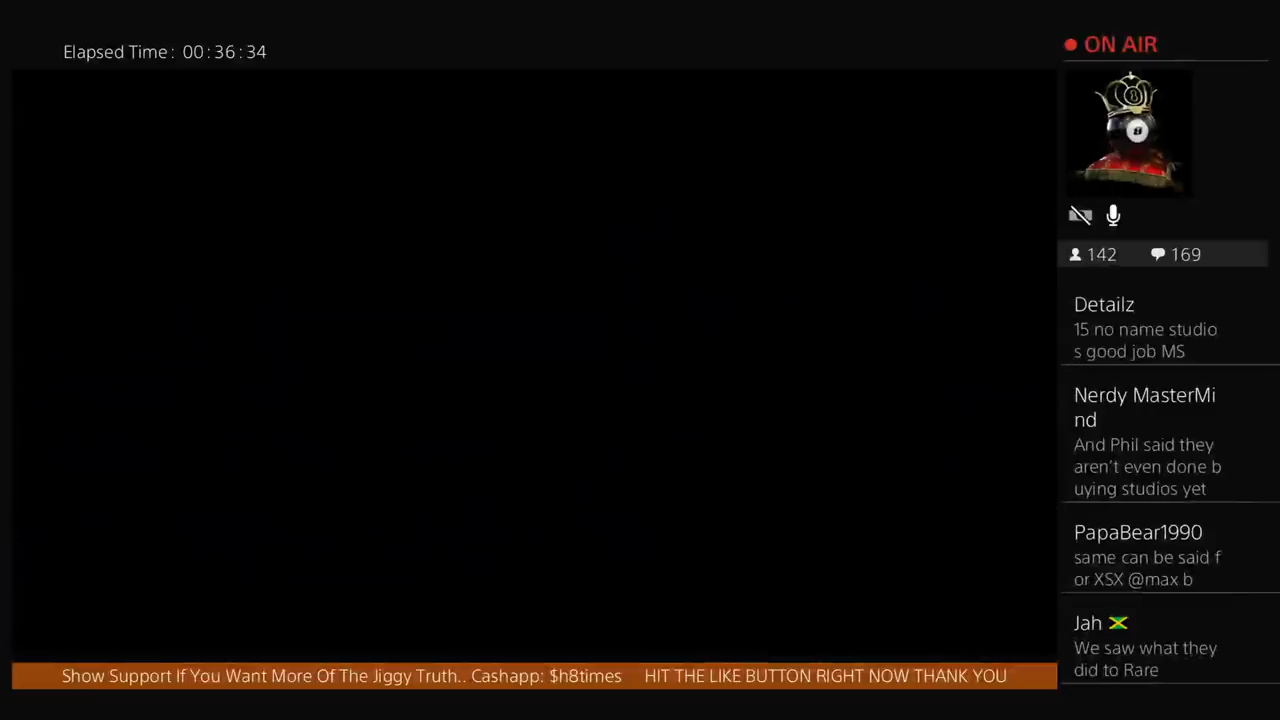 Elapsed Time: 00:36:34
ON AIR
142 169
Detailz
15 no name studio
s good job MS
Nerdy MasterMi
nd
And Phil said they
aren't even done b
uying studios yet
PapaBear1990
same can be said f
or XSX @max b
Jah 🇯🇲
We saw what they
did to Rare
Show Support If You Want More Of The Jiggy Truth.. Cashapp: $h8times HIT THE LIKE BUTTON RIGHT NOW THANK YOU